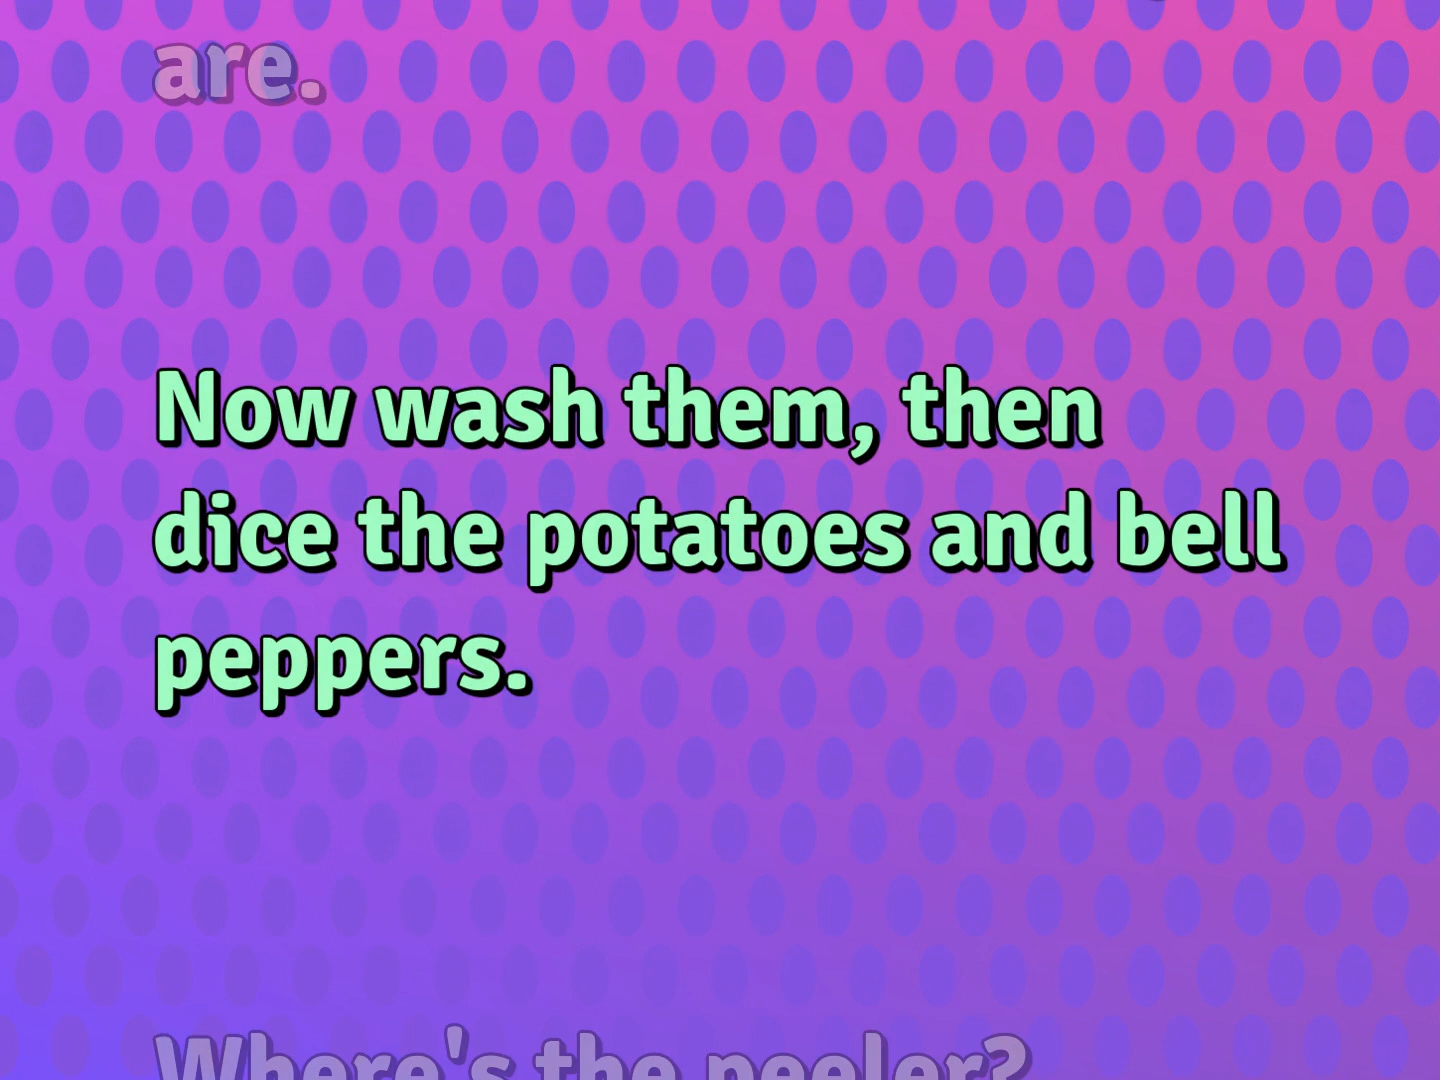 are.
Now wash them, then
dice the potatoes and bell
peppers.
Where's the peeler?